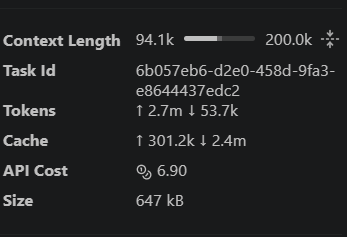 Context Length 94.1k 200.0k
Task Id 6b057eb6-d2e0-458d-9fa3-
e8644437edc2
Tokens ↑ 2.7m ↓ 53.7k
Cache ↑ 301.2k ↓ 2.4m
API Cost 6.90
Size 647 kB